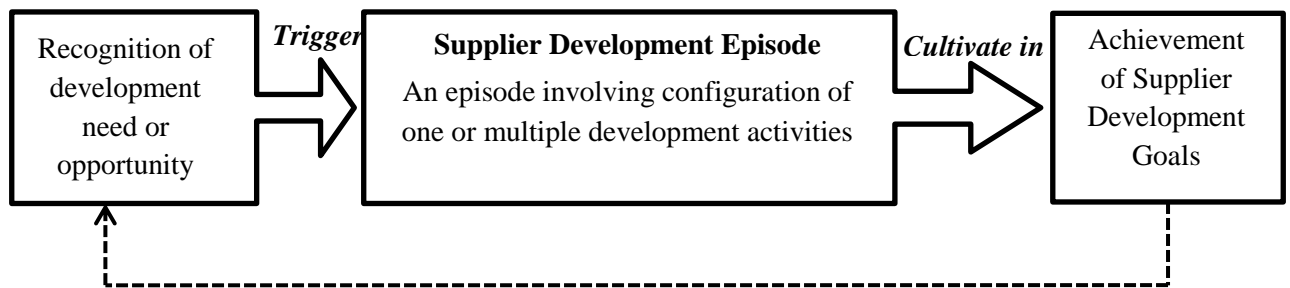 Recognition of
development
need or
opportunity
Trigger
Supplier Development Episode
An episode involving configuration of
one or multiple development activities
Cultivate in
Achievement
of Supplier
Development
Goals